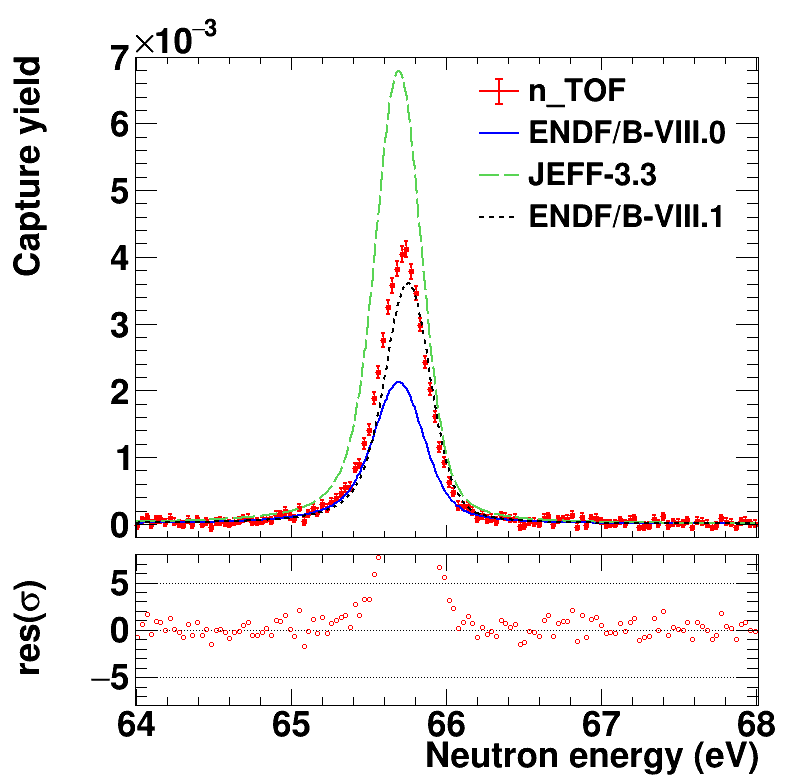 ×10⁻³
Capture yield
7
6
5
4
3
2
1
0
n_TOF
ENDF/B-VIII.0
JEFF-3.3
ENDF/B-VIII.1
res(σ)
5
0
−5
64 65 66 67 68
Neutron energy (eV)